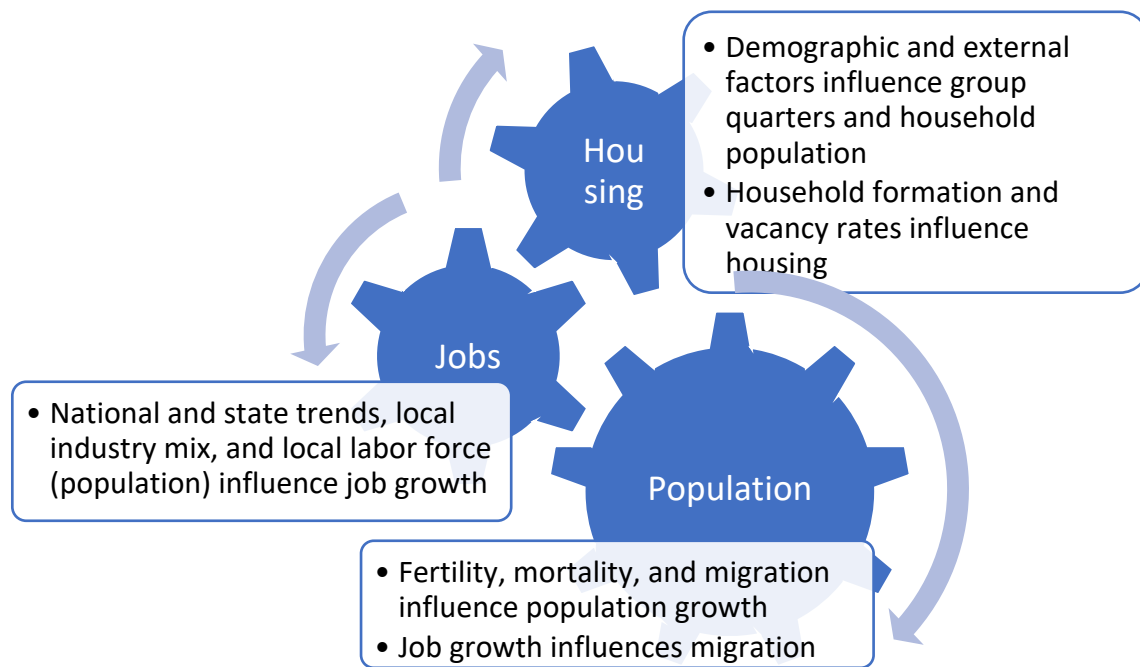 Hou
sing
• Demographic and external
factors influence group
quarters and household
population
• Household formation and
vacancy rates influence
housing
Jobs
• National and state trends, local
industry mix, and local labor force
(population) influence job growth
Population
• Fertility, mortality, and migration
influence population growth
• Job growth influences migration